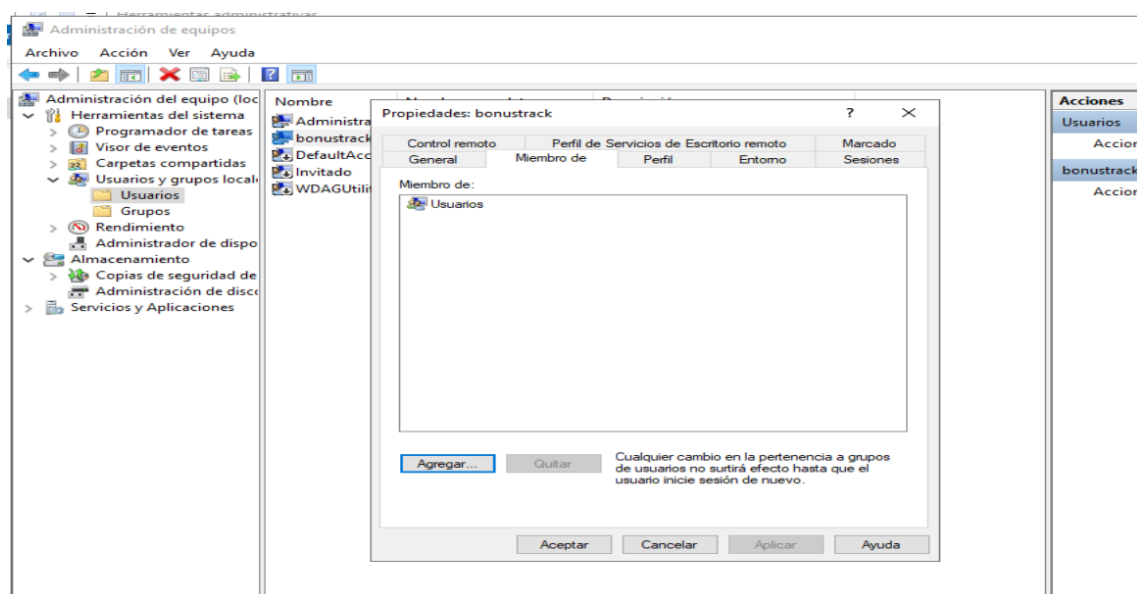 Herramientas administrativas
Administración de equipos
Archivo Acción Ver Ayuda
Administración del equipo (loc
Herramientas del sistema
Programador de tareas
Visor de eventos
Carpetas compartidas
Usuarios y grupos locale
Usuarios
Grupos
Rendimiento
Administrador de dispo
Almacenamiento
Copias de seguridad de
Administración de disco
Servicios y Aplicaciones
Nombre
Administra
bonustrack
DefaultAcc
Invitado
WDAGUtili
Propiedades: bonustrack
Control remoto Perfil de Servicios de Escritorio remoto Marcado
General Miembro de Perfil Entorno Sesiones
Miembro de:
Usuarios
Agregar... Quitar
Cualquier cambio en la pertenencia a grupos
de usuarios no surtirá efecto hasta que el
usuario inicie sesión de nuevo.
Aceptar Cancelar Aplicar Ayuda
Acciones
Usuarios
Accion
bonustrack
Accion